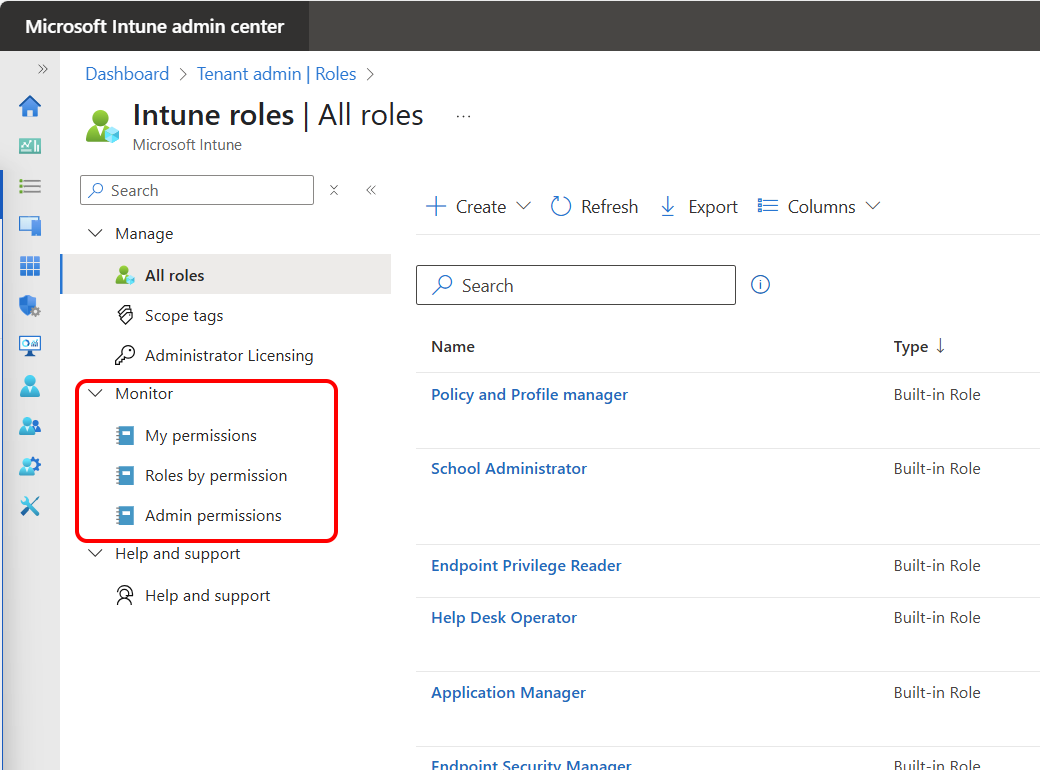 Microsoft Intune admin center
Dashboard > Tenant admin | Roles >
Intune roles | All roles ...
Microsoft Intune
Search
Manage
All roles
Scope tags
Administrator Licensing
Monitor
My permissions
Roles by permission
Admin permissions
Help and support
Help and support
Create Refresh Export Columns
Search
Name Type ↓
Policy and Profile manager Built-in Role
School Administrator Built-in Role
Endpoint Privilege Reader Built-in Role
Help Desk Operator Built-in Role
Application Manager Built-in Role
Endpoint Security Manager Built-in Role